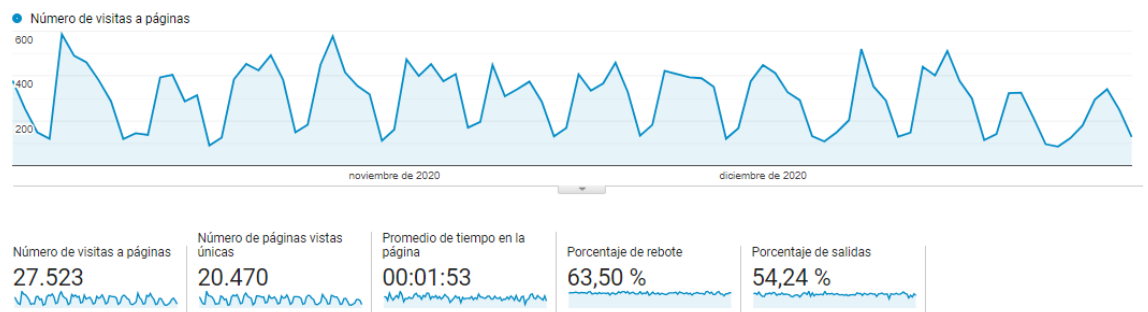 Número de visitas a páginas
600
400
200
noviembre de 2020
diciembre de 2020
Número de visitas a páginas
27.523
Número de páginas vistas
únicas
20.470
Promedio de tiempo en la
página
00:01:53
Porcentaje de rebote
63,50 %
Porcentaje de salidas
54,24 %